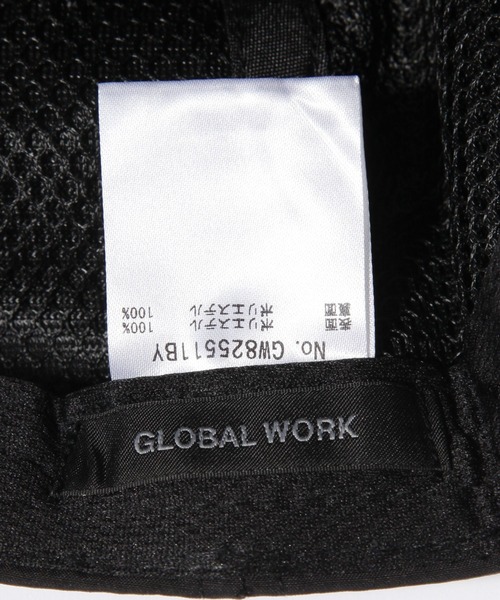 No. GW825511BY
表面 ポリエステル 100%
裏面 ポリエステル 100%
GLOBAL WORK